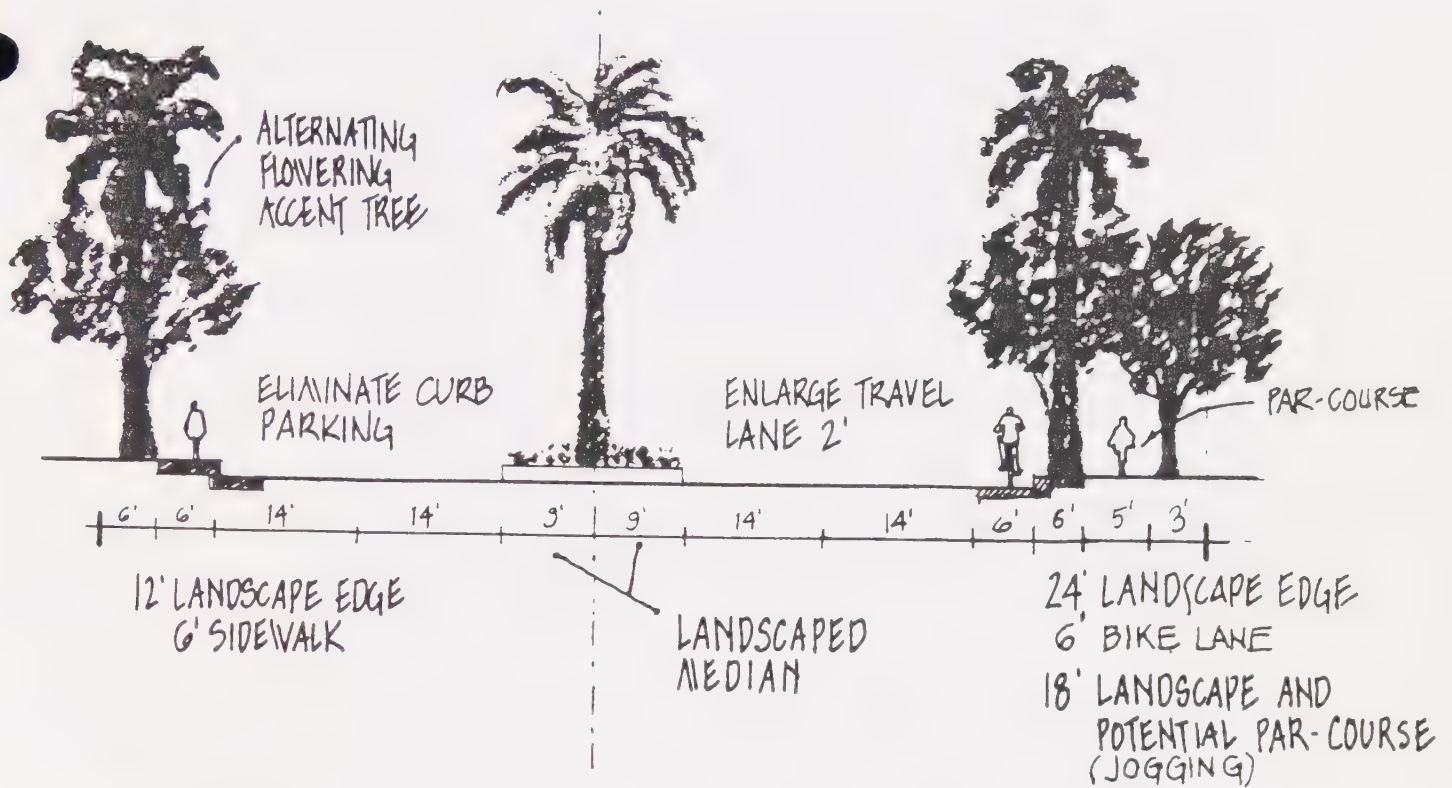 ALTERNATING
FLOWERING
ACCENT TREE
ELIMINATE CURB
PARKING
ENLARGE TRAVEL
LANE 2'
PAR-COURSE
6' 6' 14' 14' 9' 9' 14' 14' 6' 6' 5' 3'
12' LANDSCAPE EDGE
6' SIDEWALK
LANDSCAPED
MEDIAN
24' LANDSCAPE EDGE
6' BIKE LANE
18' LANDSCAPE AND
POTENTIAL PAR-COURSE
(JOGGING)